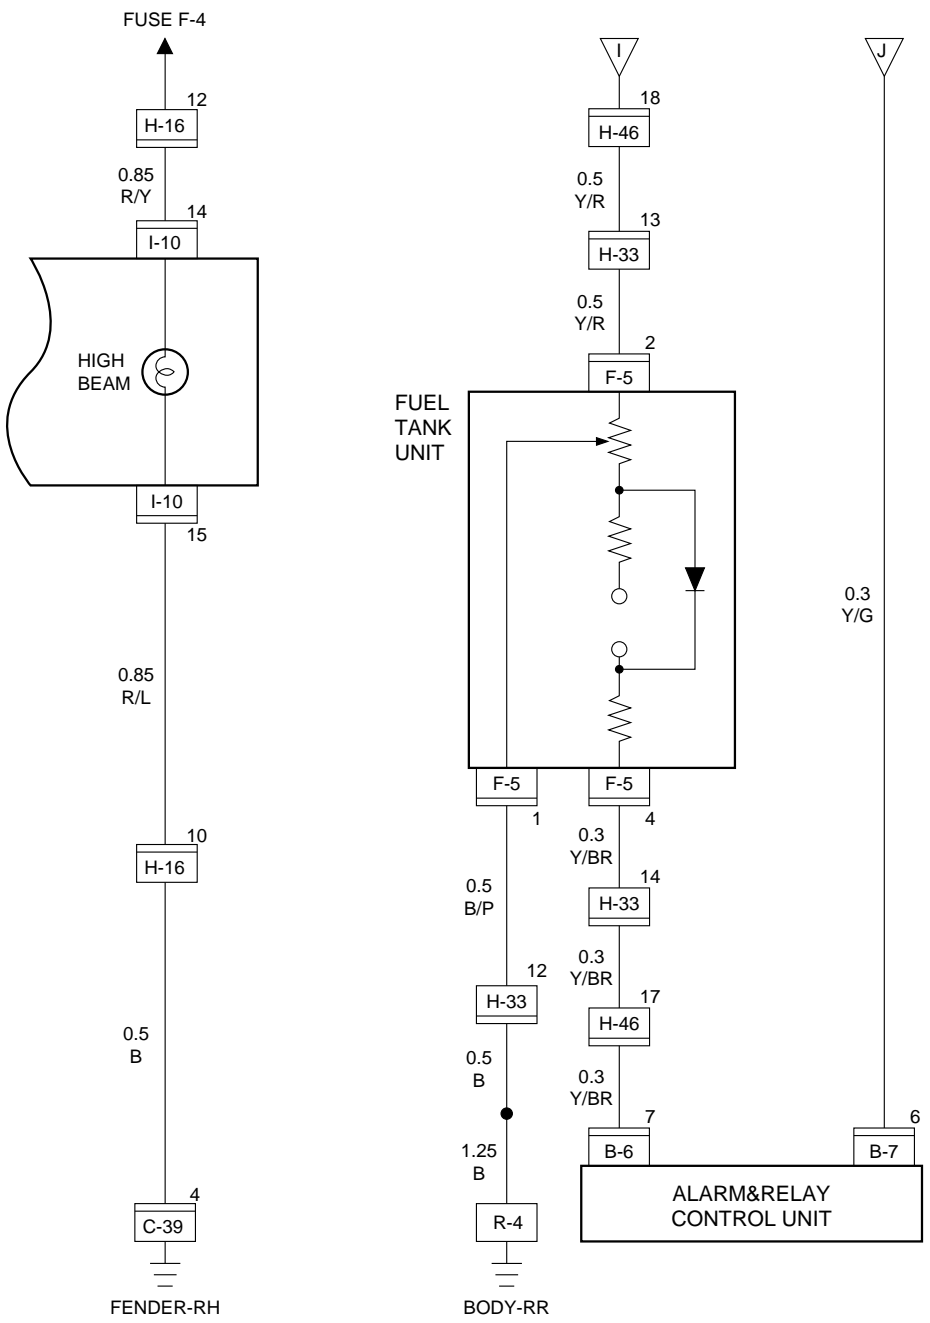 FUSE F-4
12
H-16
0.85
R/Y
14
I-10
HIGH
BEAM
I-10
15
0.85
R/L
10
H-16
0.5
B
4
C-39
FENDER-RH
I
18
H-46
0.5
Y/R
13
H-33
0.5
Y/R
2
F-5
FUEL
TANK
UNIT
F-5
1
0.5
B/P
12
H-33
0.5
B
1.25
B
R-4
BODY-RR
F-5
4
0.3
Y/BR
14
H-33
0.3
Y/BR
17
H-46
0.3
Y/BR
7
B-6
J
0.3
Y/G
6
B-7
ALARM&RELAY
CONTROL UNIT